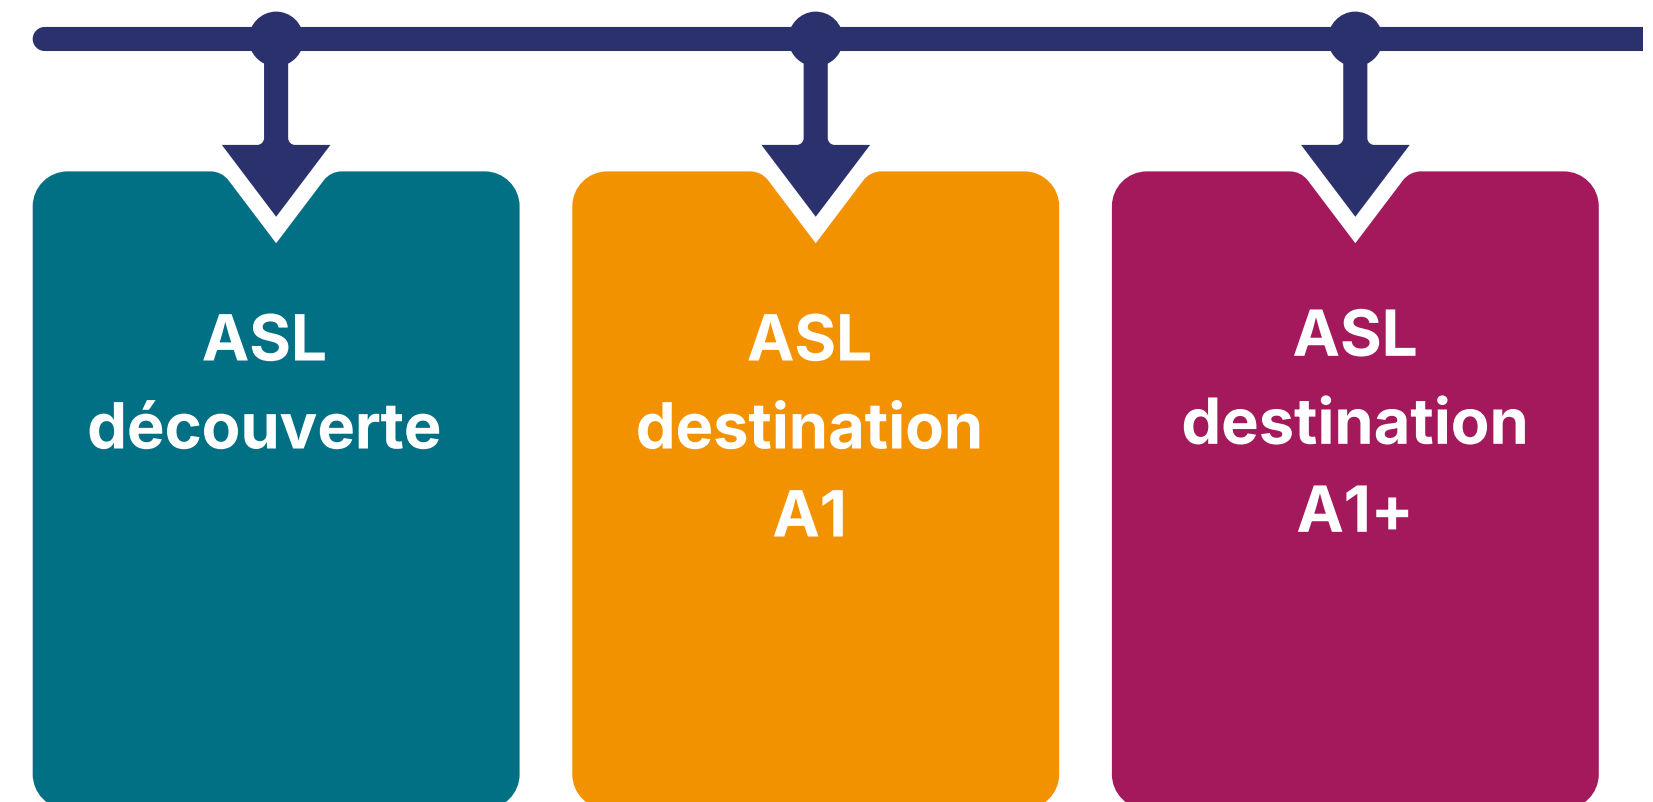 ASL
découverte
ASL
destination
A1
ASL
destination
A1+